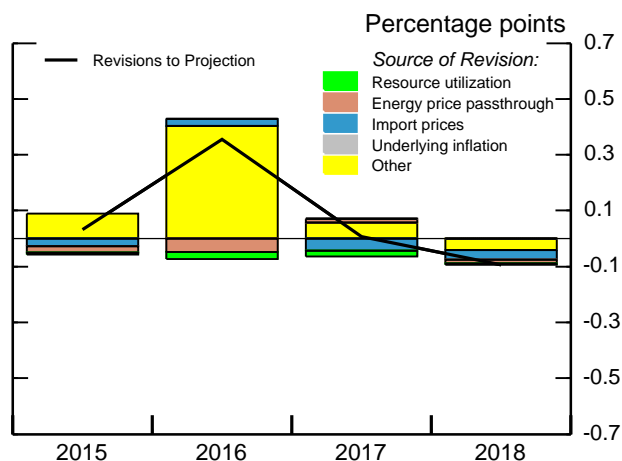 Percentage points
Revisions to Projection
Source of Revision:
Resource utilization
Energy price passthrough
Import prices
Underlying inflation
Other
0.7
0.5
0.3
0.1
-0.1
-0.3
-0.5
-0.7
2015 2016 2017 2018